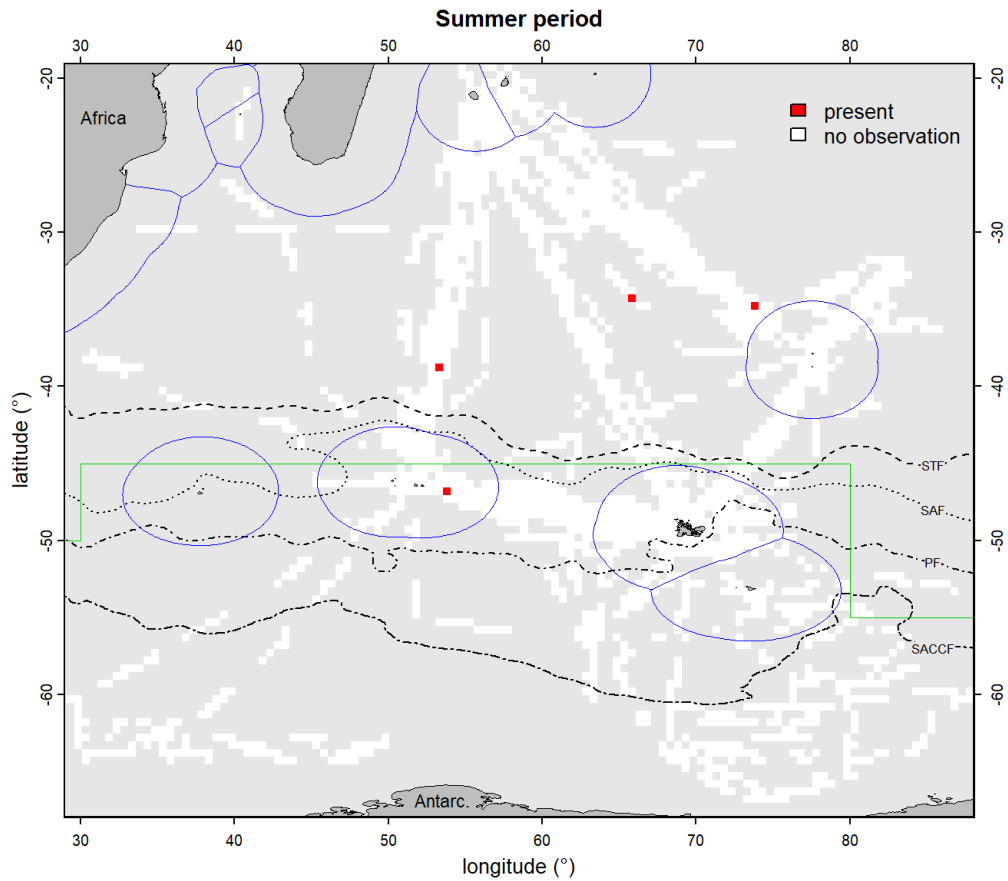 Summer period
30 40 50 60 70 80
-20 -20
Africa
present
no observation
-30 -30
-40 -40
latitude (°)
STF
SAF
-50 -50
PF
SACCF
-60 -60
Antarc.
30 40 50 60 70 80
longitude (°)